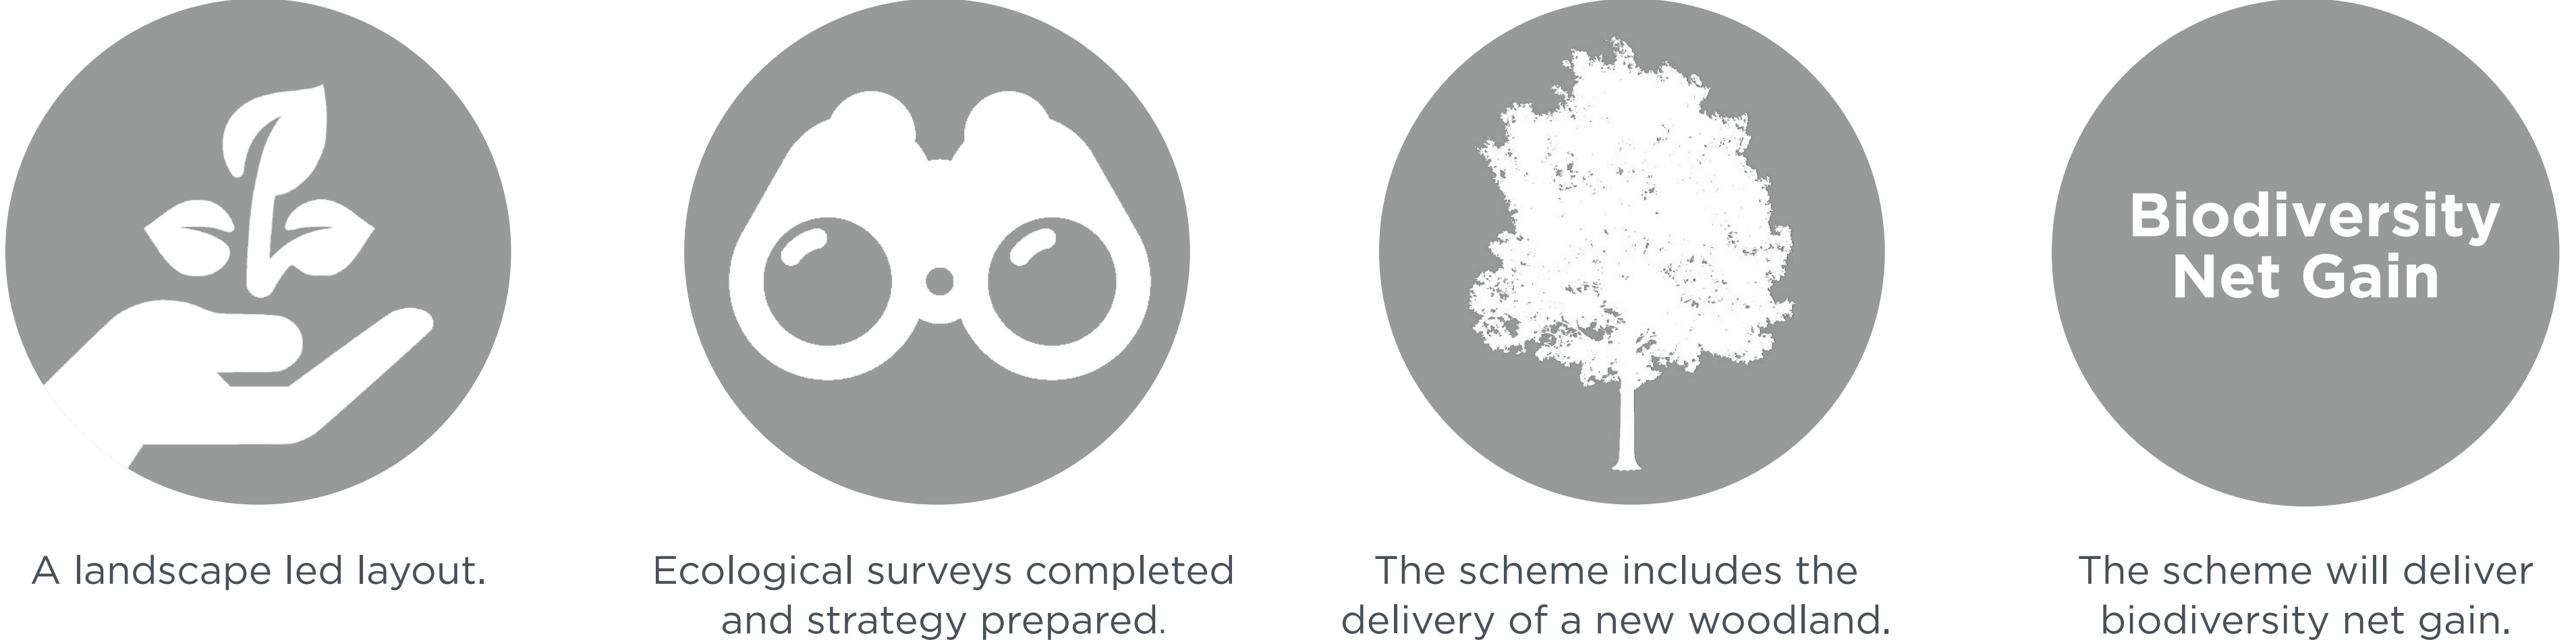 Biodiversity
Net Gain
A landscape led layout.
Ecological surveys completed
and strategy prepared.
The scheme includes the
delivery of a new woodland.
The scheme will deliver
biodiversity net gain.